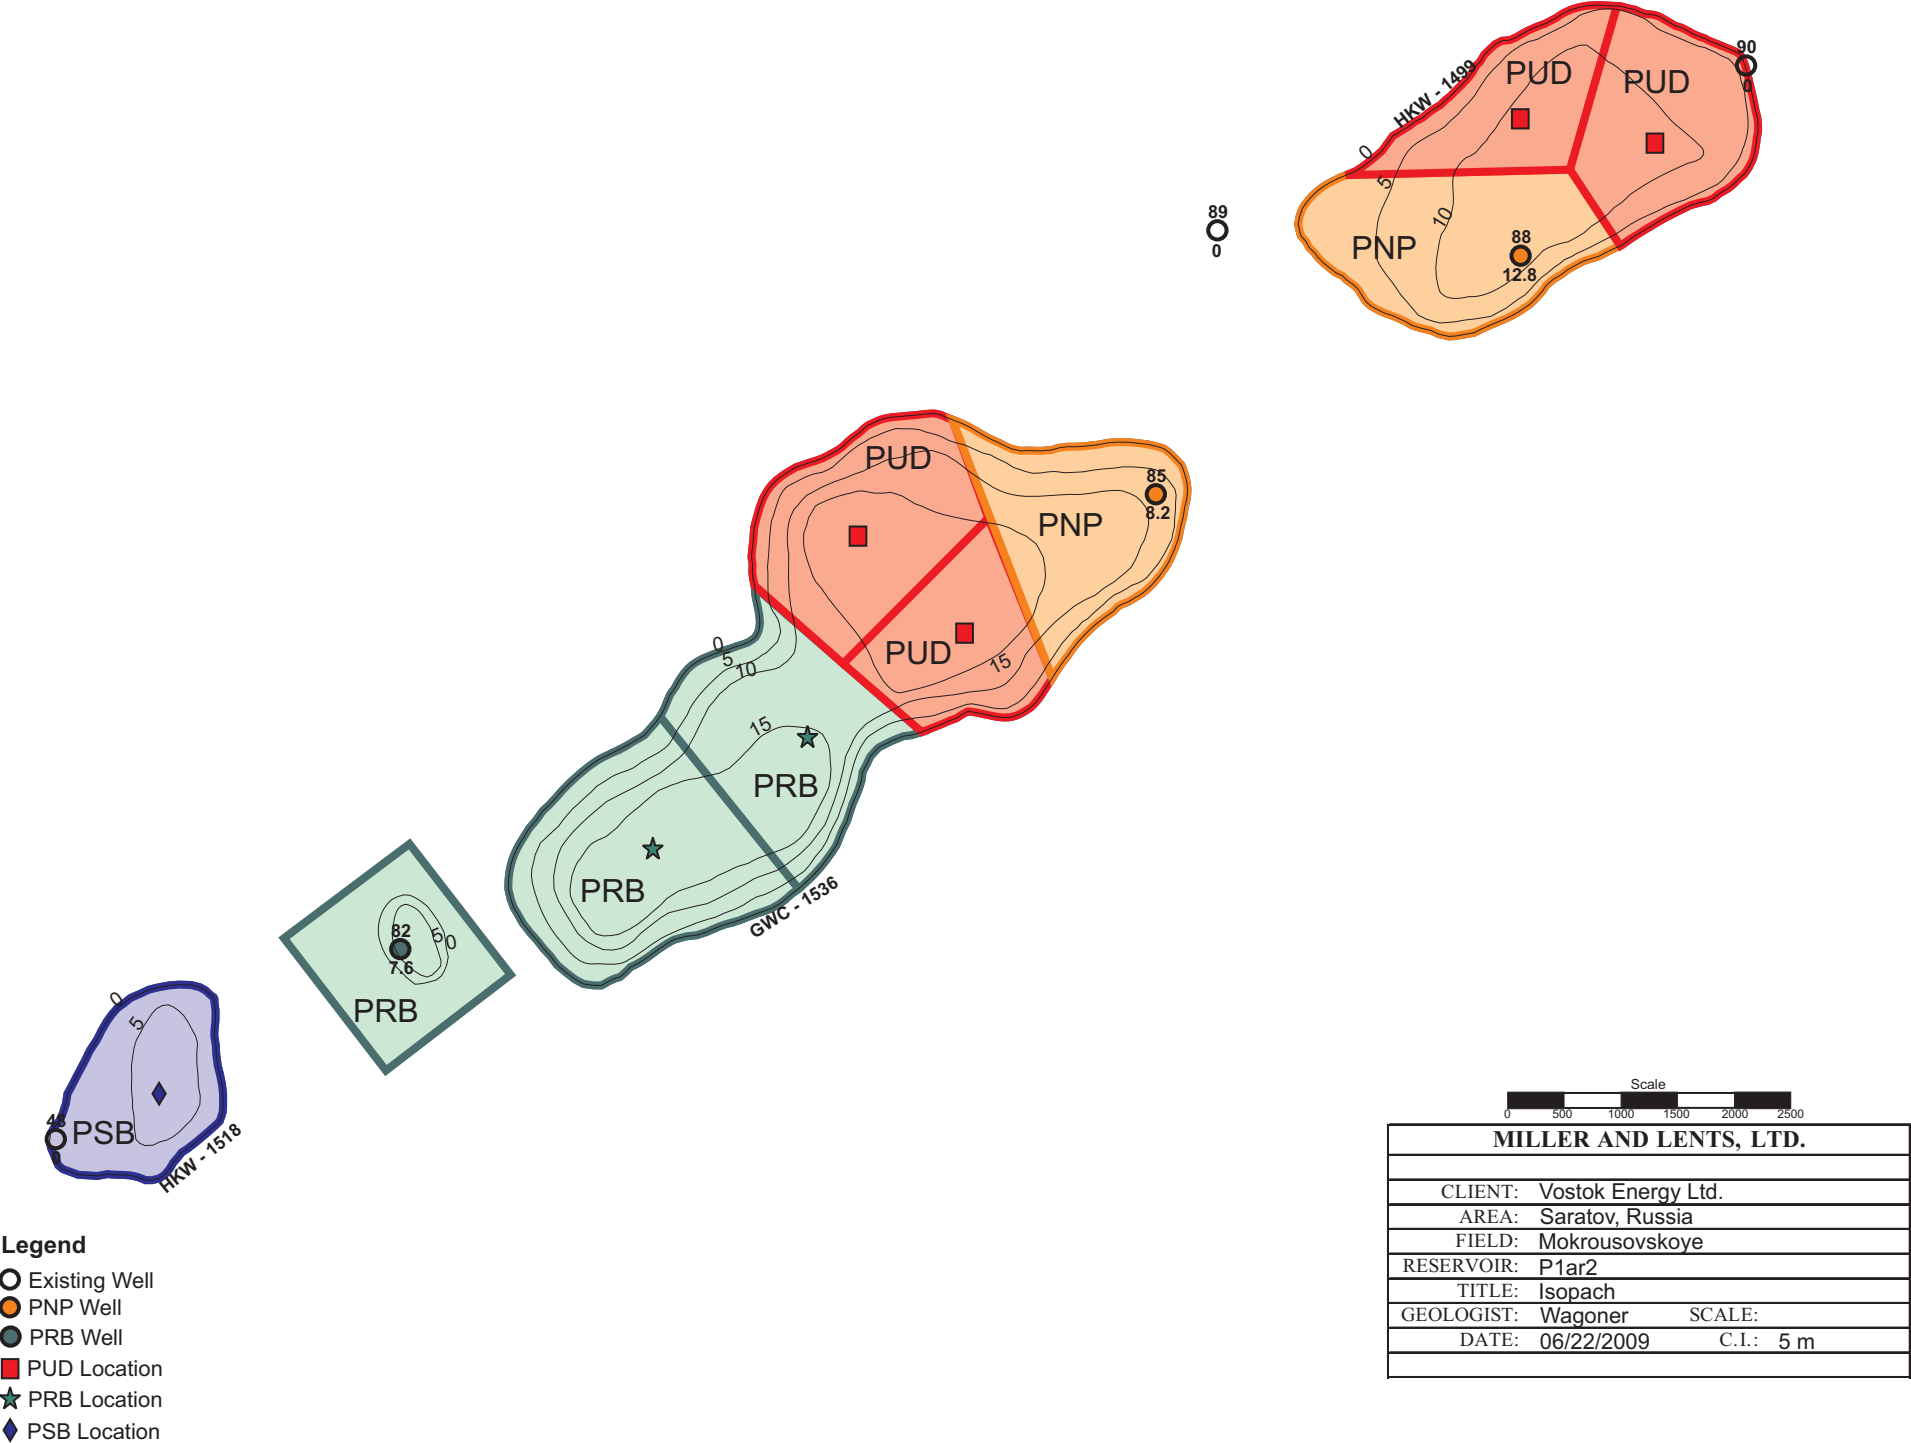 90
0
PUD
PUD
HKW - 1499
0
5
10
89
0
PNP
88
12.8
PUD
85
8.2
PNP
PUD
15
0
5
10
15
PRB
PRB
GWC - 1536
82
7.6
5
0
PRB
0
5
PSB
0
HKW - 1518
Legend
Existing Well
PNP Well
PRB Well
PUD Location
PRB Location
PSB Location
Scale
0 500 1000 1500 2000 2500
MILLER AND LENTS, LTD.
CLIENT: Vostok Energy Ltd.
AREA: Saratov, Russia
FIELD: Mokrousovskoye
RESERVOIR: P1ar2
TITLE: Isopach
GEOLOGIST: Wagoner SCALE:
DATE: 06/22/2009 C.I.: 5 m